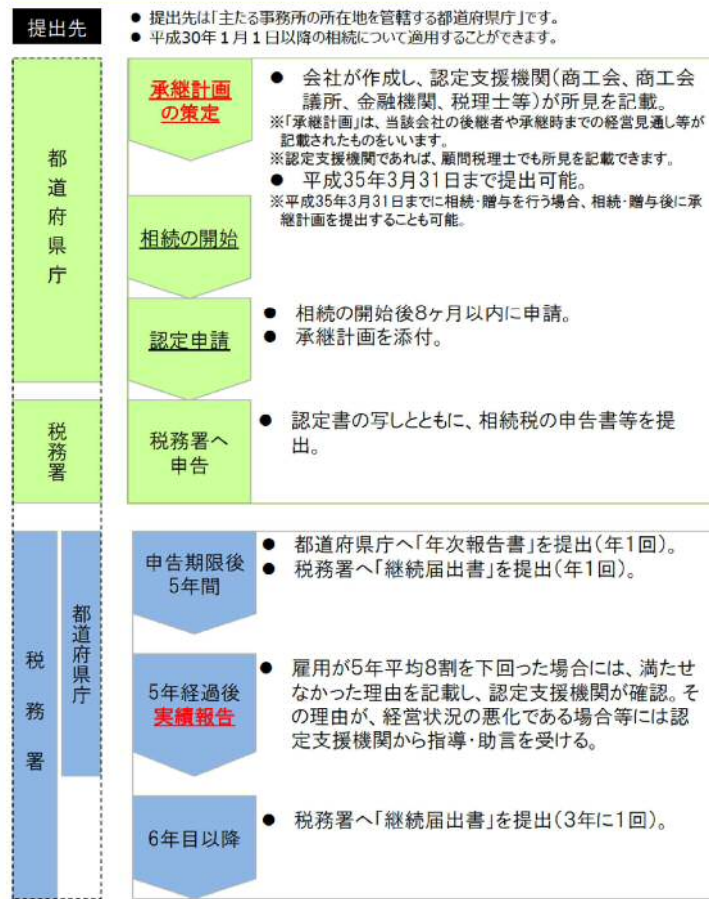 提出先
● 提出先は「主たる事務所の所在地を管轄する都道府県庁」です。
● 平成30年1月1日以降の相続について適用することができます。
都道府県庁
承継計画
の策定
● 会社が作成し、認定支援機関(商工会、商工会
議所、金融機関、税理士等)が所見を記載。
※「承継計画」は、当該会社の後継者や承継時までの経営見通し等が
記載されたものをいいます。
※認定支援機関であれば、顧問税理士でも所見を記載できます。
● 平成35年3月31日まで提出可能。
※平成35年3月31日までに相続・贈与を行う場合、相続・贈与後に承
継計画を提出することも可能。
相続の開始
認定申請
● 相続の開始後8ヶ月以内に申請。
● 承継計画を添付。
税務署
税務署へ
申告
● 認定書の写しとともに、相続税の申告書等を提
出。
税務署
都道府県庁
申告期限後
5年間
● 都道府県庁へ「年次報告書」を提出(年1回)。
● 税務署へ「継続届出書」を提出(年1回)。
5年経過後
実績報告
● 雇用が5年平均8割を下回った場合には、満たせ
なかった理由を記載し、認定支援機関が確認。そ
の理由が、経営状況の悪化である場合等には認
定支援機関から指導・助言を受ける。
6年目以降
● 税務署へ「継続届出書」を提出(3年に1回)。